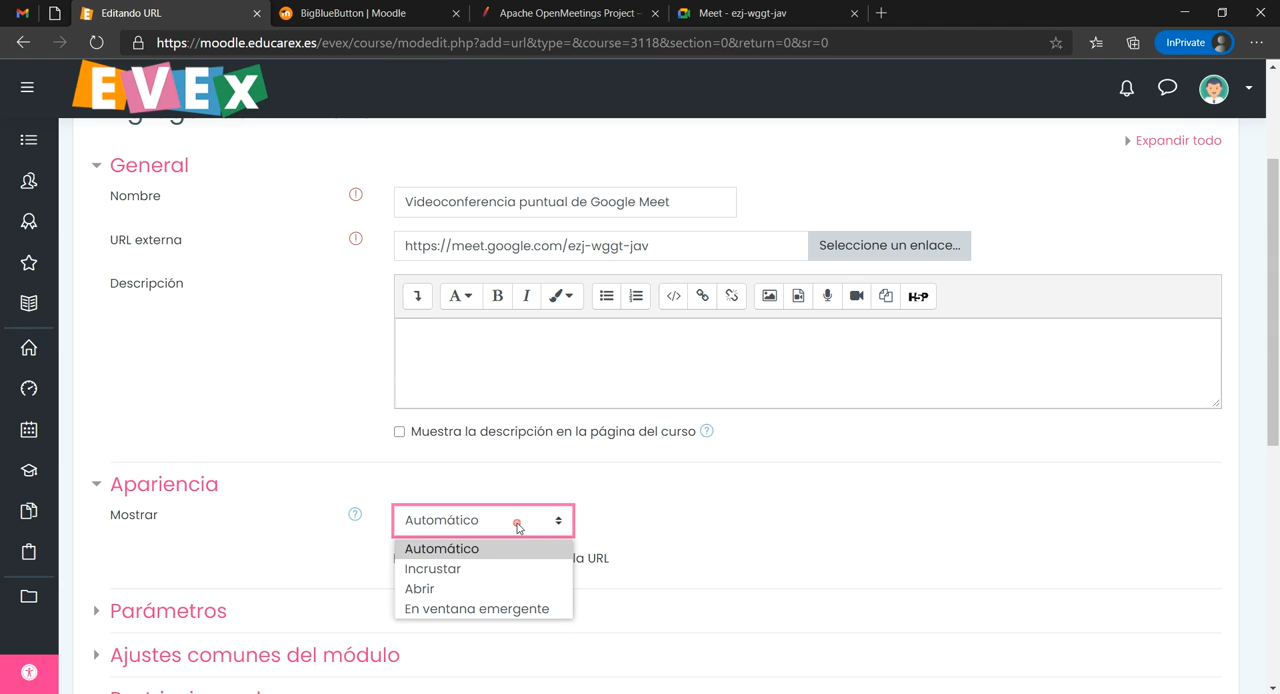 Editando URL
BigBlueButton | Moodle
Apache OpenMeetings Project –
Meet - ezj-wggt-jav
https://moodle.educarex.es/evex/course/modedit.php?add=url&type=&course=3118&section=0&return=0&sr=0
InPrivate
EVEX
Expandir todo
General
Nombre
Videoconferencia puntual de Google Meet
URL externa
https://meet.google.com/ezj-wggt-jav
Seleccione un enlace...
Descripción
A B I H-P
Muestra la descripción en la página del curso
Apariencia
Mostrar
Automático
Automático
la URL
Incrustar
Abrir
En ventana emergente
Parámetros
Ajustes comunes del módulo